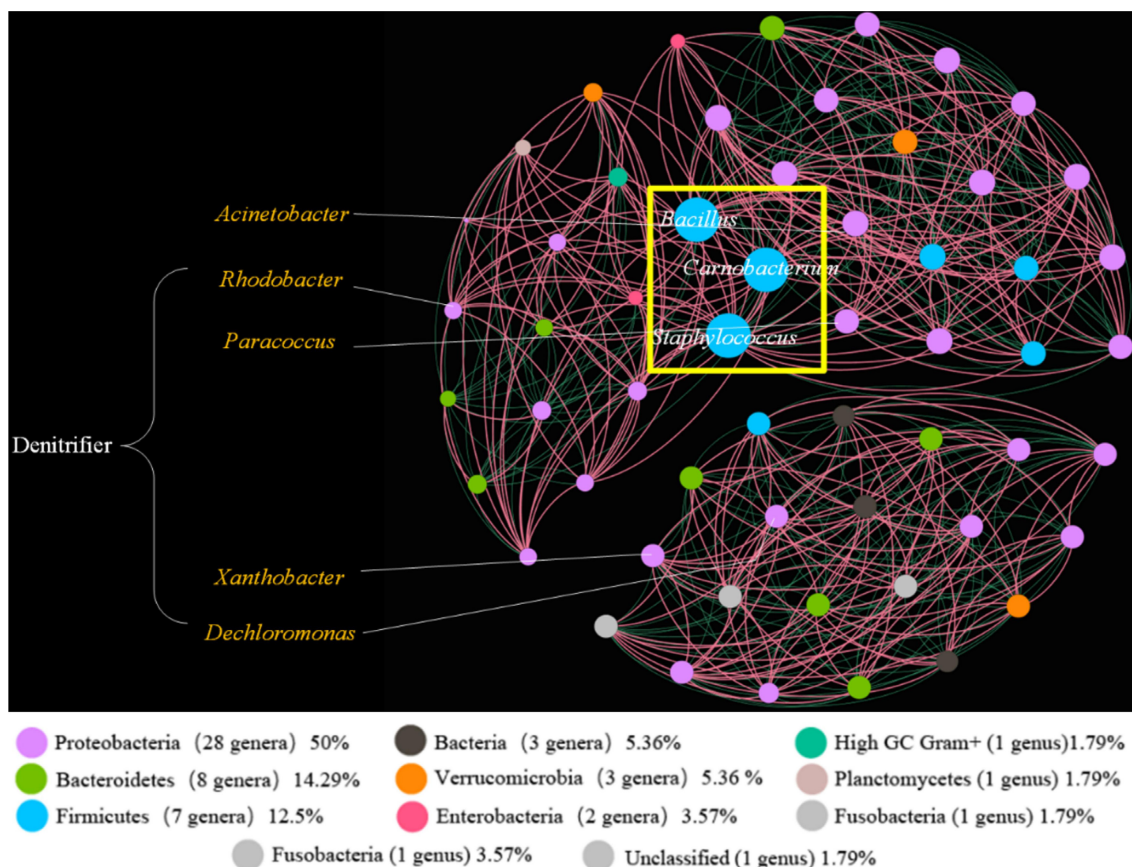 Acinetobacter
Bacillus
Carnobacterium
Rhodobacter
Paracoccus
Staphylococcus
Denitrifier
Xanthobacter
Dechloromonas
Proteobacteria (28 genera) 50%
Bacteria (3 genera) 5.36%
High GC Gram+ (1 genus)1.79%
Bacteroidetes (8 genera) 14.29%
Verrucomicrobia (3 genera) 5.36 %
Planctomycetes (1 genus) 1.79%
Firmicutes (7 genera) 12.5%
Enterobacteria (2 genera) 3.57%
Fusobacteria (1 genus) 1.79%
Fusobacteria (1 genus) 3.57%
Unclassified (1 genus) 1.79%